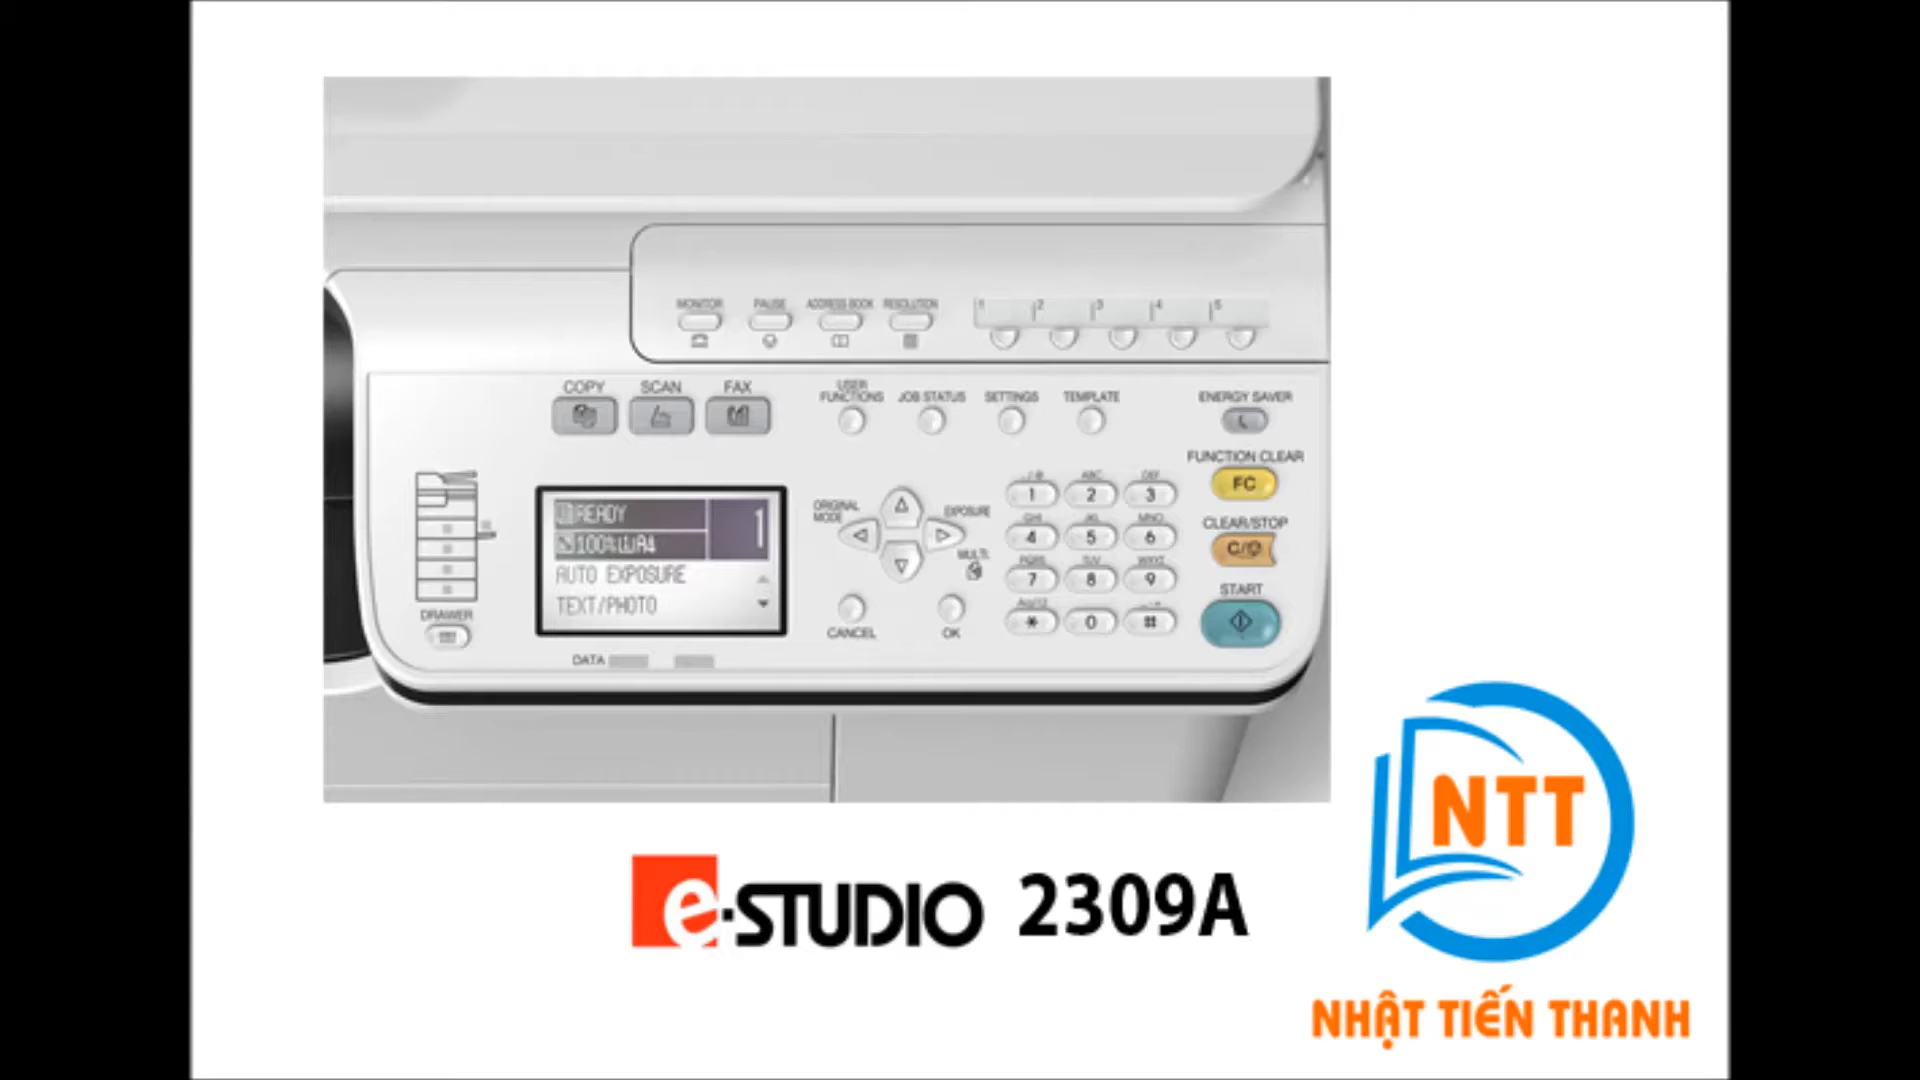 MONITOR PAUSE ADDRESS BOOK RESOLUTION 1 2 3 4 5
COPY SCAN FAX USER FUNCTIONS JOB STATUS SETTINGS TEMPLATE ENERGY SAVER
FUNCTION CLEAR
FC
CLEAR/STOP
C/
START
READY 1
100% A4
AUTO EXPOSURE
TEXT/PHOTO
ORIGINAL MODE
EXPOSURE
MULTI.
CANCEL OK
ABC DEF
1 2 3
GHI JKL MNO
4 5 6
PQRS TUV WXYZ
7 8 9
* 0 #
DRAWER
DATA
e-STUDIO 2309A
NTT
NHẬT TIẾN THANH